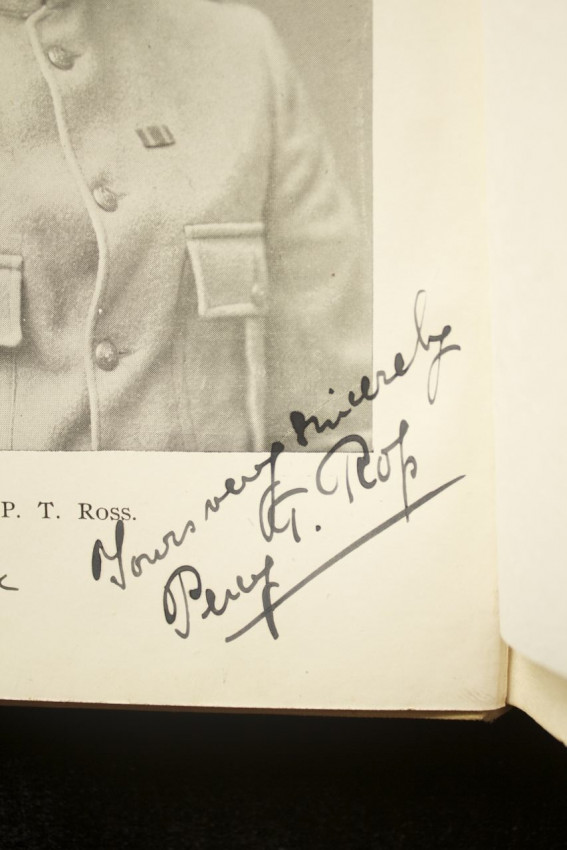 P. T. Ross.
Yours very sincerely
Percy T. Ross